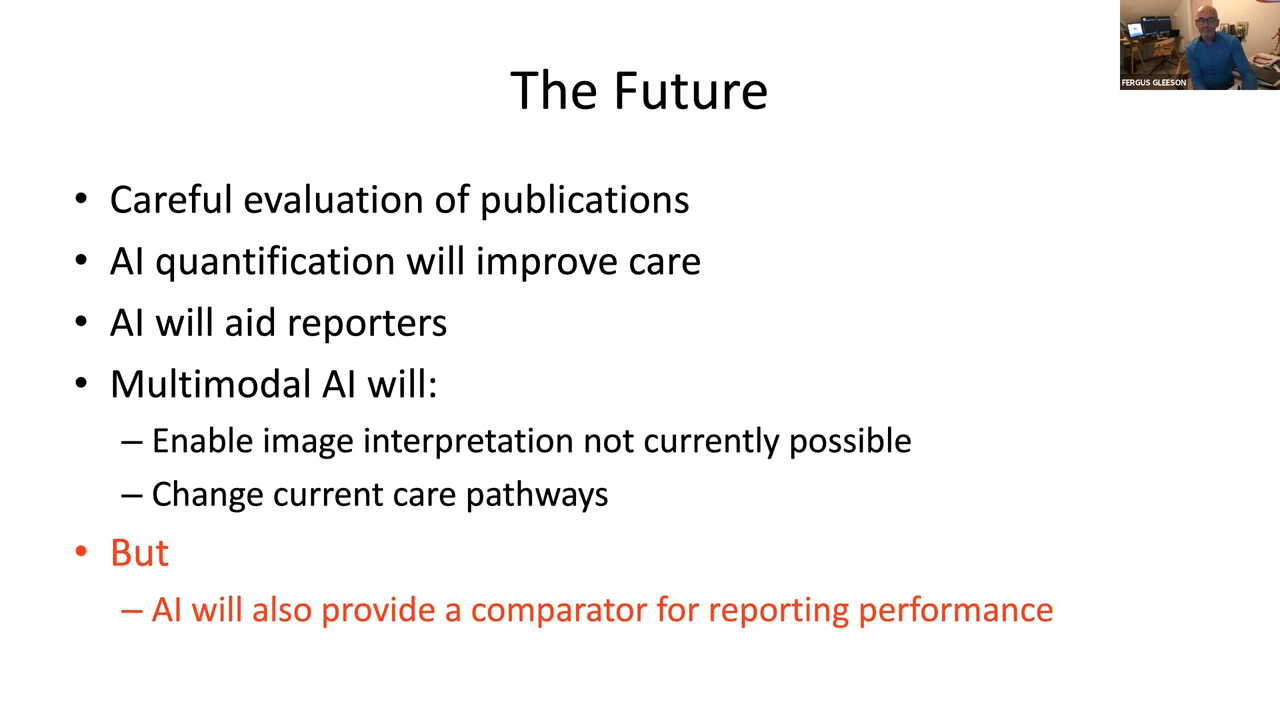 FERGUS GLEESON
The Future
• Careful evaluation of publications
• AI quantification will improve care
• AI will aid reporters
• Multimodal AI will:
– Enable image interpretation not currently possible
– Change current care pathways
• But
– AI will also provide a comparator for reporting performance